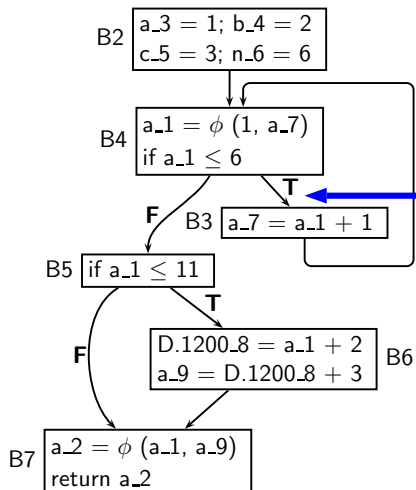 B2
a_3 = 1; b_4 = 2
c_5 = 3; n_6 = 6
B4
a_1 = ϕ (1, a_7)
if a_1 ≤ 6
F
T
B3
a_7 = a_1 + 1
B5
if a_1 ≤ 11
F
T
D.1200_8 = a_1 + 2
a_9 = D.1200_8 + 3
B6
B7
a_2 = ϕ (a_1, a_9)
return a_2